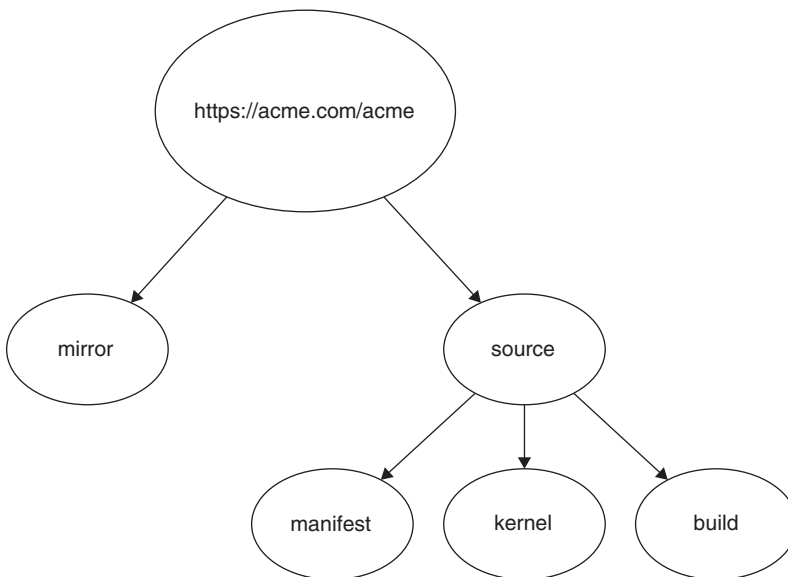 https://acme.com/acme
mirror
source
manifest
kernel
build